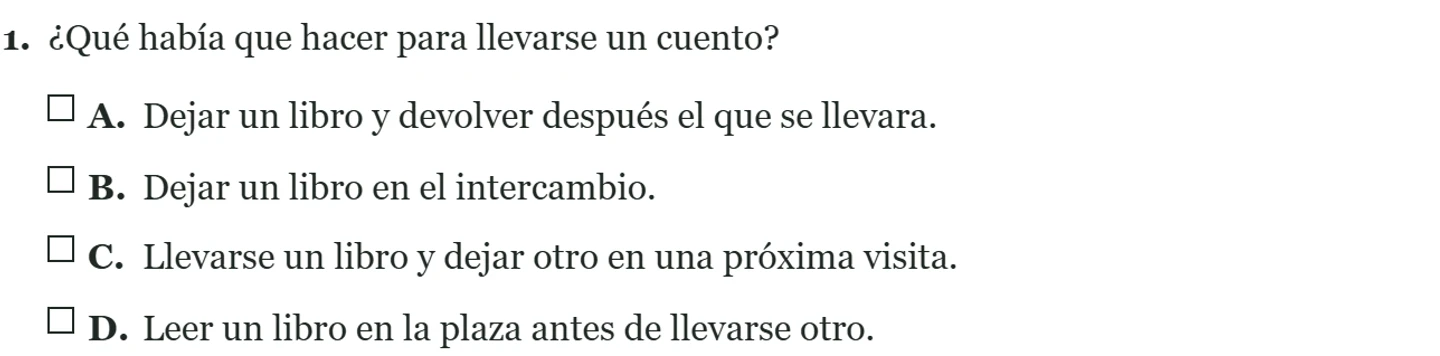 1. ¿Qué había que hacer para llevarse un cuento?
☐ A. Dejar un libro y devolver después el que se llevara.
☐ B. Dejar un libro en el intercambio.
☐ C. Llevarse un libro y dejar otro en una próxima visita.
☐ D. Leer un libro en la plaza antes de llevarse otro.